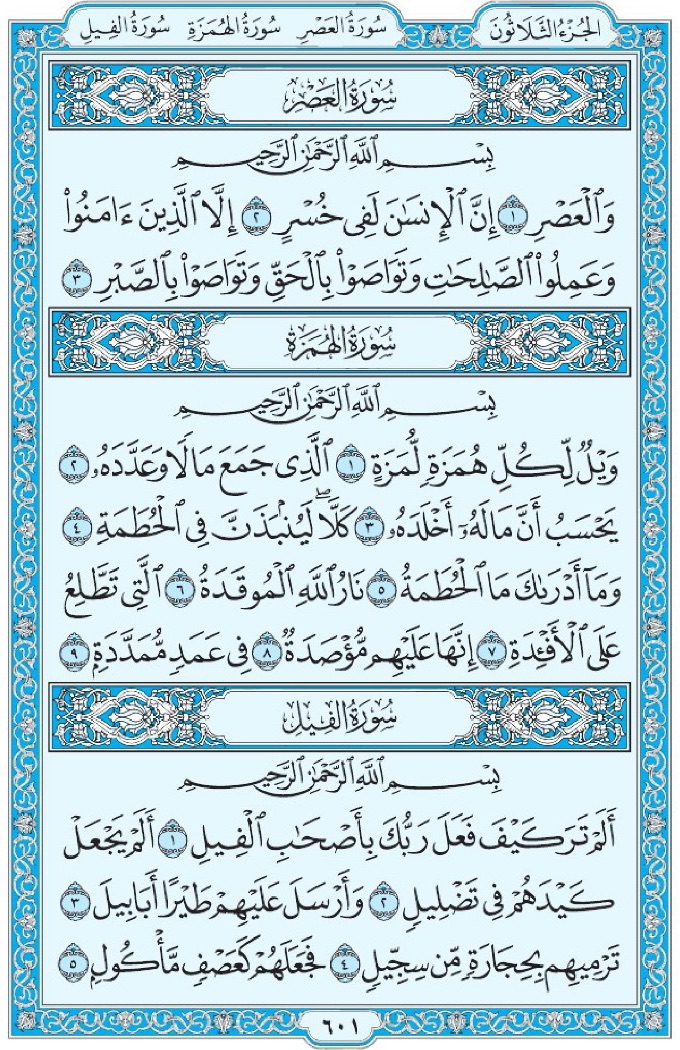 الجُزْءُ الثَّلَاثُونَ سُورَةُ العَصْرِ سُورَةُ الهُمَزَةِ سُورَةُ الفِيلِ
سُورَةُ العَصْرِ
بِسْمِ ٱللَّهِ ٱلرَّحْمَٰنِ ٱلرَّحِيمِ
وَٱلْعَصْرِ ١ إِنَّ ٱلْإِنسَٰنَ لَفِى خُسْرٍ ٢ إِلَّا ٱلَّذِينَ ءَامَنُوا۟
وَعَمِلُوا۟ ٱلصَّٰلِحَٰتِ وَتَوَاصَوْا۟ بِٱلْحَقِّ وَتَوَاصَوْا۟ بِٱلصَّبْرِ ٣
سُورَةُ الهُمَزَةِ
بِسْمِ ٱللَّهِ ٱلرَّحْمَٰنِ ٱلرَّحِيمِ
وَيْلٌ لِّكُلِّ هُمَزَةٍ لُّمَزَةٍ ١ ٱلَّذِى جَمَعَ مَالًا وَعَدَّدَهُۥ ٢
يَحْسَبُ أَنَّ مَالَهُۥٓ أَخْلَدَهُۥ ٣ كَلَّا ۖ لَيُنۢبَذَنَّ فِى ٱلْحُطَمَةِ ٤
وَمَآ أَدْرَىٰكَ مَا ٱلْحُطَمَةُ ٥ نَارُ ٱللَّهِ ٱلْمُوقَدَةُ ٦ ٱلَّتِى تَطَّلِعُ
عَلَى ٱلْأَفْـِٔدَةِ ٧ إِنَّهَا عَلَيْهِم مُّؤْصَدَةٌ ٨ فِى عَمَدٍ مُّمَدَّدَةٍۭ ٩
سُورَةُ الفِيلِ
بِسْمِ ٱللَّهِ ٱلرَّحْمَٰنِ ٱلرَّحِيمِ
أَلَمْ تَرَ كَيْفَ فَعَلَ رَبُّكَ بِأَصْحَٰبِ ٱلْفِيلِ ١ أَلَمْ يَجْعَلْ
كَيْدَهُمْ فِى تَضْلِيلٍ ٢ وَأَرْسَلَ عَلَيْهِمْ طَيْرًا أَبَابِيلَ ٣
تَرْمِيهِم بِحِجَارَةٍ مِّن سِجِّيلٍ ٤ فَجَعَلَهُمْ كَعَصْفٍ مَّأْكُولٍۭ ٥
٦٠١